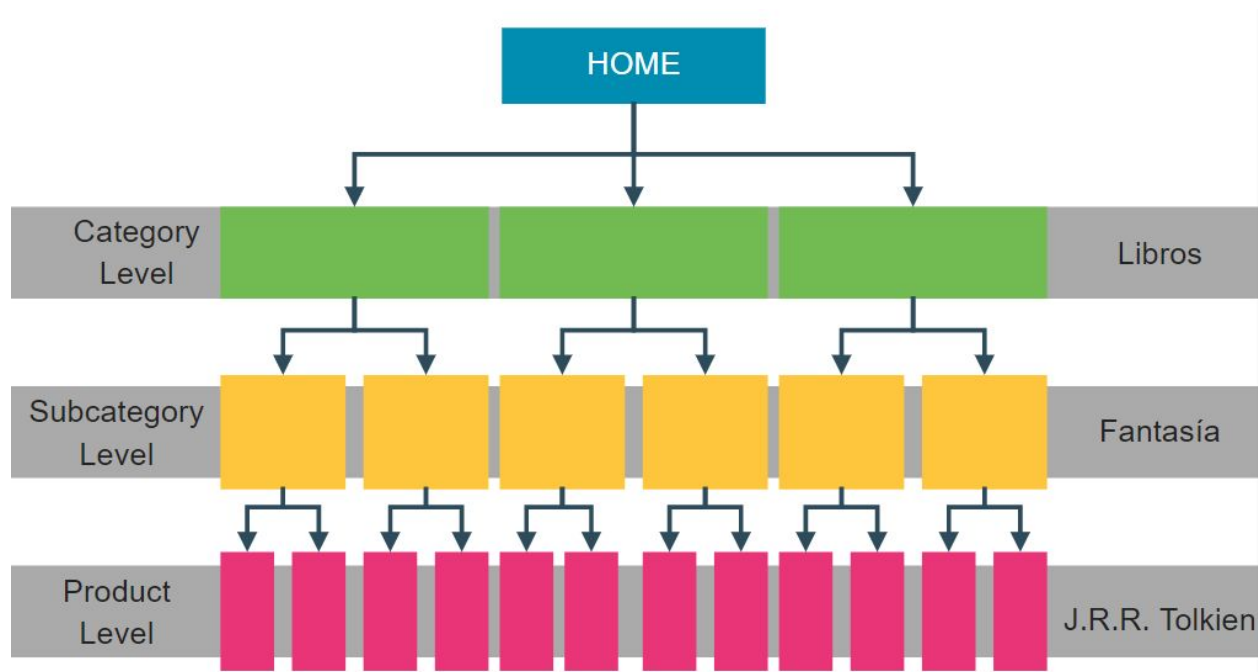 HOME
Category
Level
Libros
Subcategory
Level
Fantasía
Product
Level
J.R.R. Tolkien